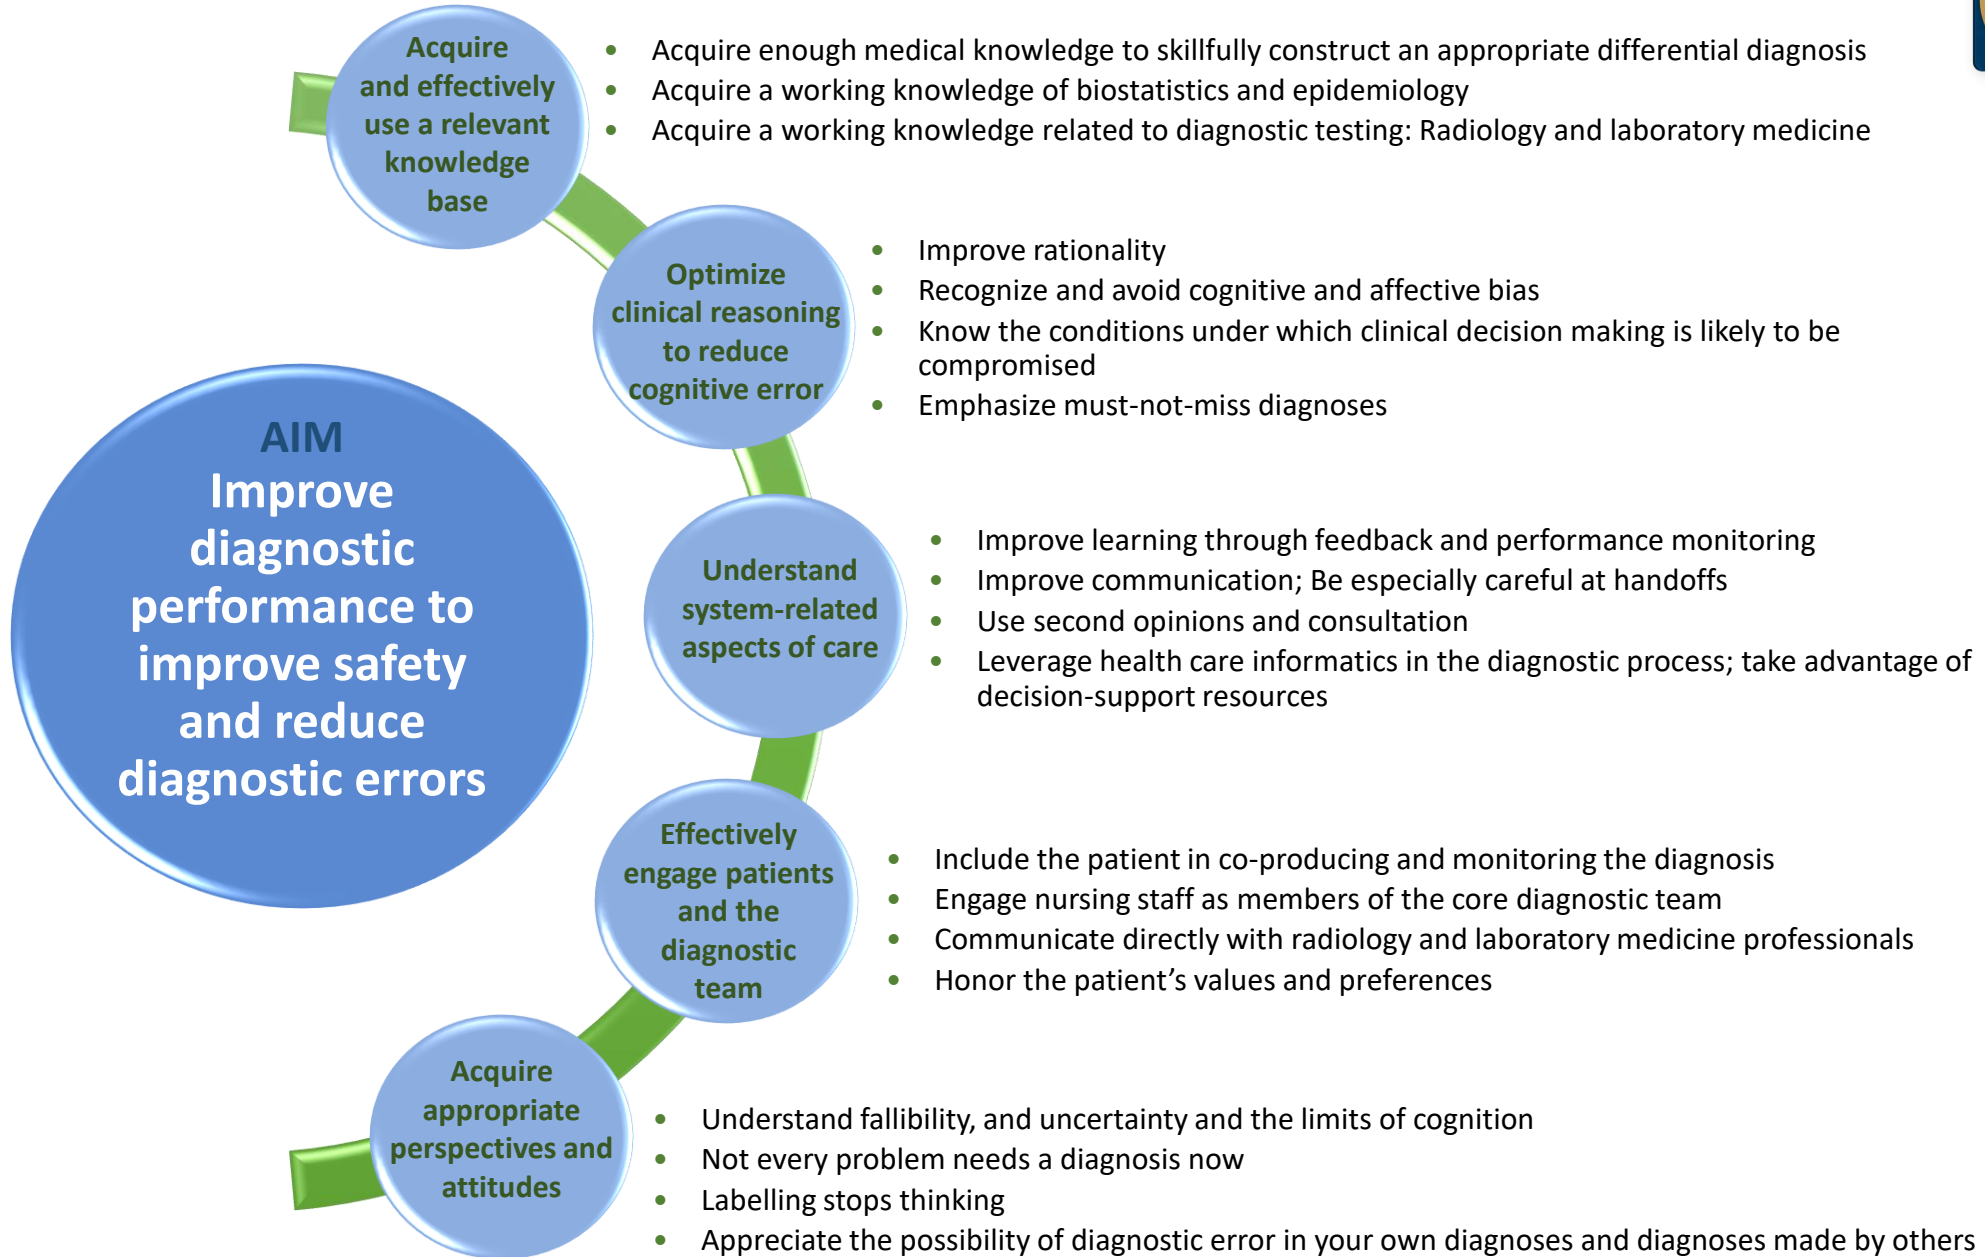 Acquire
and effectively
use a relevant
knowledge
base
• Acquire enough medical knowledge to skillfully construct an appropriate differential diagnosis
• Acquire a working knowledge of biostatistics and epidemiology
• Acquire a working knowledge related to diagnostic testing: Radiology and laboratory medicine
Optimize
clinical reasoning
to reduce
cognitive error
• Improve rationality
• Recognize and avoid cognitive and affective bias
• Know the conditions under which clinical decision making is likely to be
compromised
• Emphasize must-not-miss diagnoses
AIM
Improve
diagnostic
performance to
improve safety
and reduce
diagnostic errors
Understand
system-related
aspects of care
• Improve learning through feedback and performance monitoring
• Improve communication; Be especially careful at handoffs
• Use second opinions and consultation
• Leverage health care informatics in the diagnostic process; take advantage of
decision-support resources
Effectively
engage patients
and the
diagnostic
team
• Include the patient in co-producing and monitoring the diagnosis
• Engage nursing staff as members of the core diagnostic team
• Communicate directly with radiology and laboratory medicine professionals
• Honor the patient’s values and preferences
Acquire
appropriate
perspectives and
attitudes
• Understand fallibility, and uncertainty and the limits of cognition
• Not every problem needs a diagnosis now
• Labelling stops thinking
• Appreciate the possibility of diagnostic error in your own diagnoses and diagnoses made by others